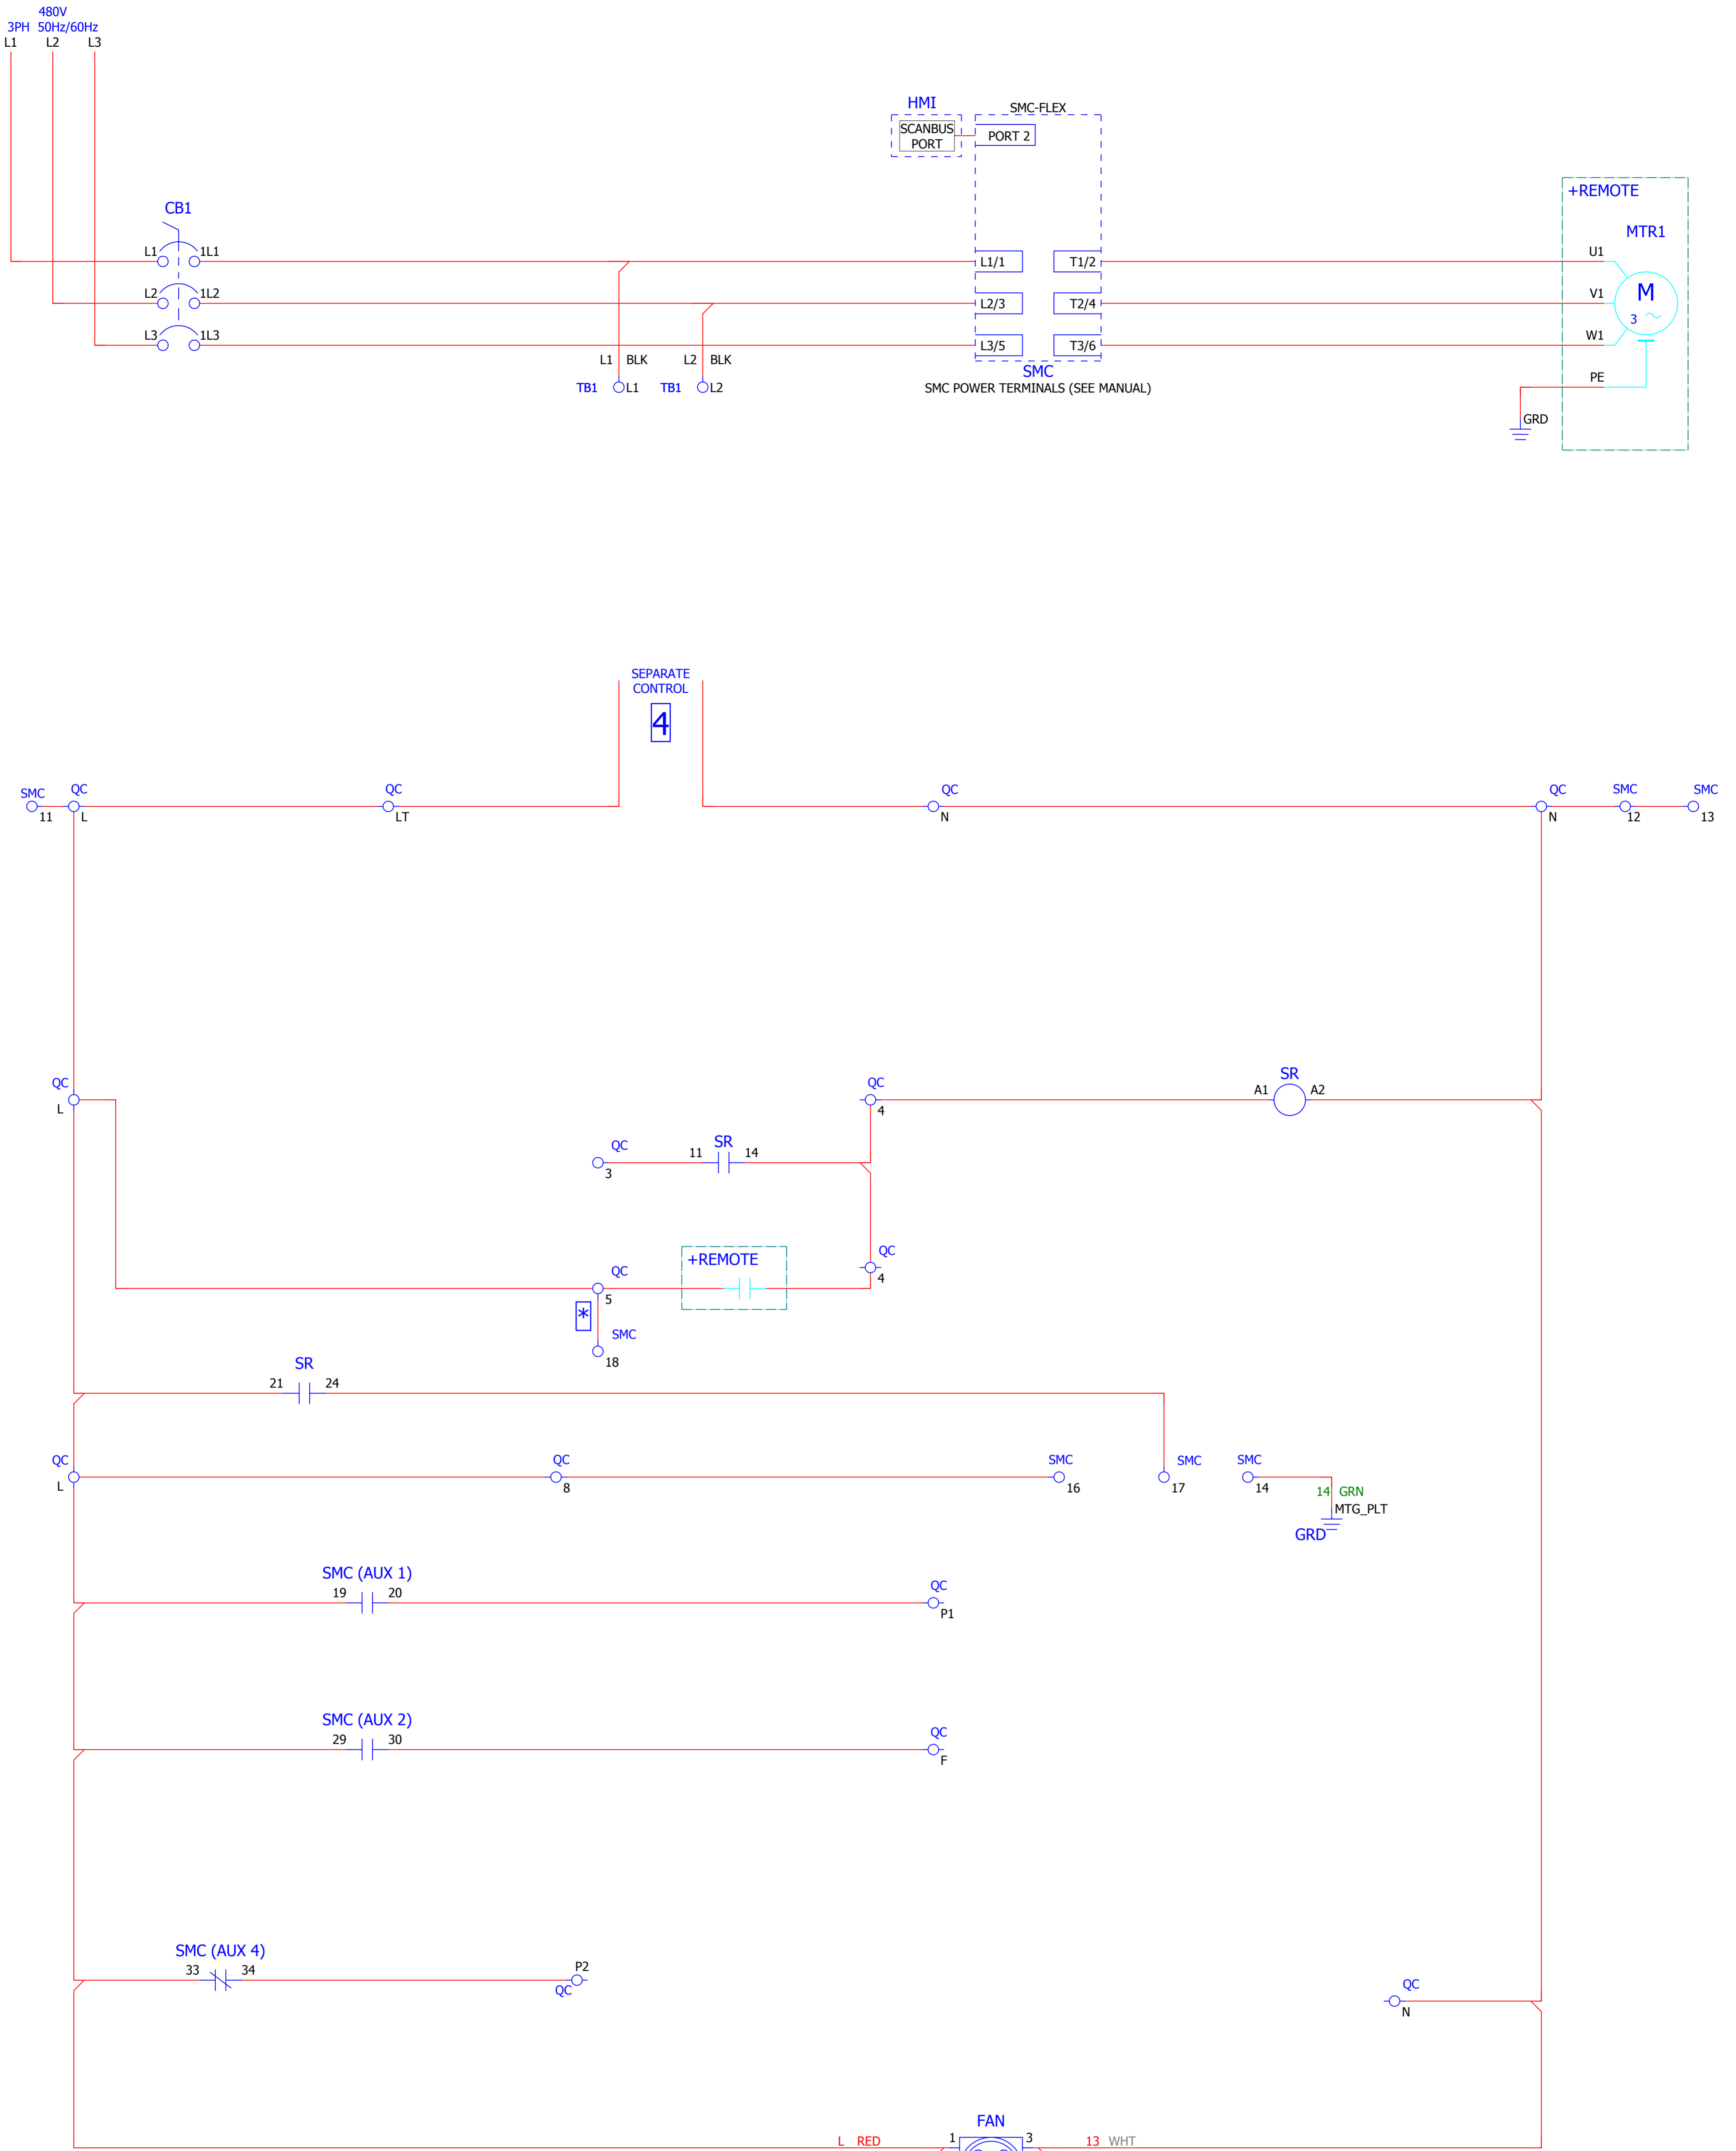 480V
3PH 50Hz/60Hz
L1 L2 L3
HMI
SMC-FLEX
SCANBUS
PORT
PORT 2
+REMOTE
CB1
MTR1
L1 1L1 L1/1 T1/2 U1
L2 1L2 L2/3 T2/4 V1
M
3
L3 1L3 L3/5 T3/6 W1
L1 BLK L2 BLK
SMC
TB1 L1 TB1 L2
SMC POWER TERMINALS (SEE MANUAL)
PE
GRD
SEPARATE
CONTROL
4
SMC QC QC QC QC SMC SMC
11 L LT N N 12 13
QC QC SR
A1 A2
L 4
QC SR
11 14
3
QC
+REMOTE
4
QC
5
*
SMC
18
SR
21 24
QC QC SMC SMC SMC
L 8 16 17 14
14 GRN
MTG_PLT
GRD
SMC (AUX 1)
19 20
QC
P1
SMC (AUX 2)
29 30
QC
F
SMC (AUX 4)
33 34
P2
QC
QC
N
FAN
L RED 1 3 13 WHT